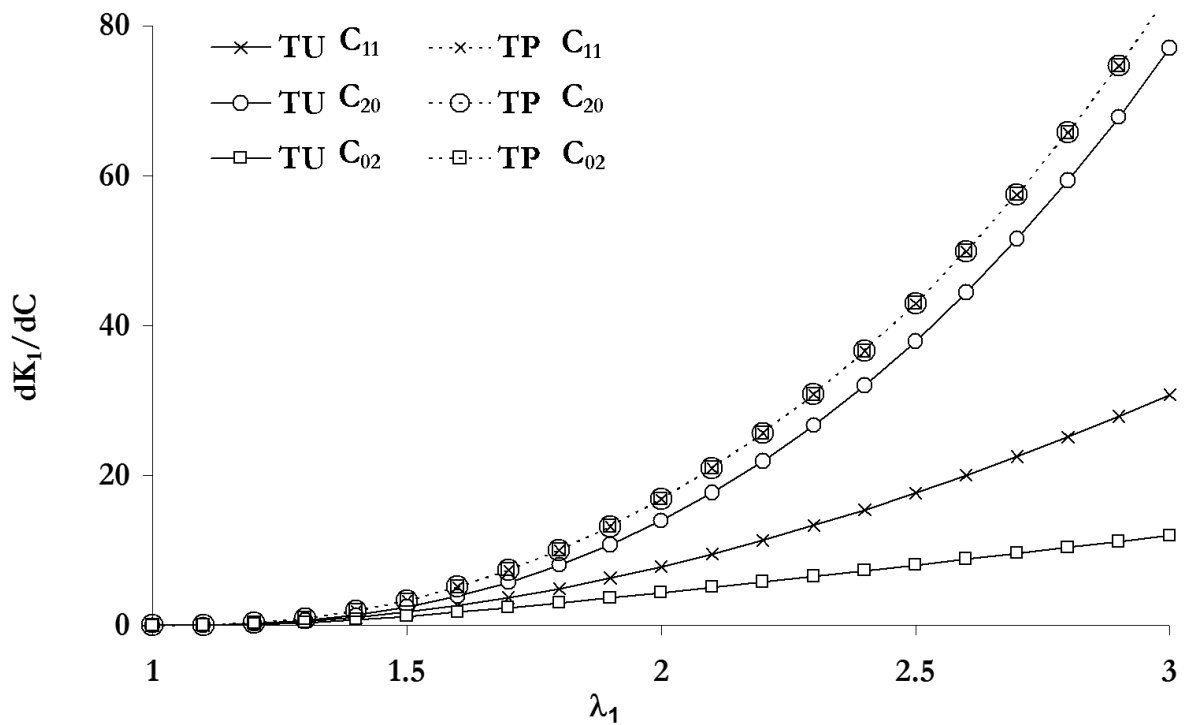 80
TU C₁₁ TP C₁₁
TU C₂₀ TP C₂₀
TU C₀₂ TP C₀₂
60
40
20
0
dK₁/dC
1 1.5 2 2.5 3
λ₁